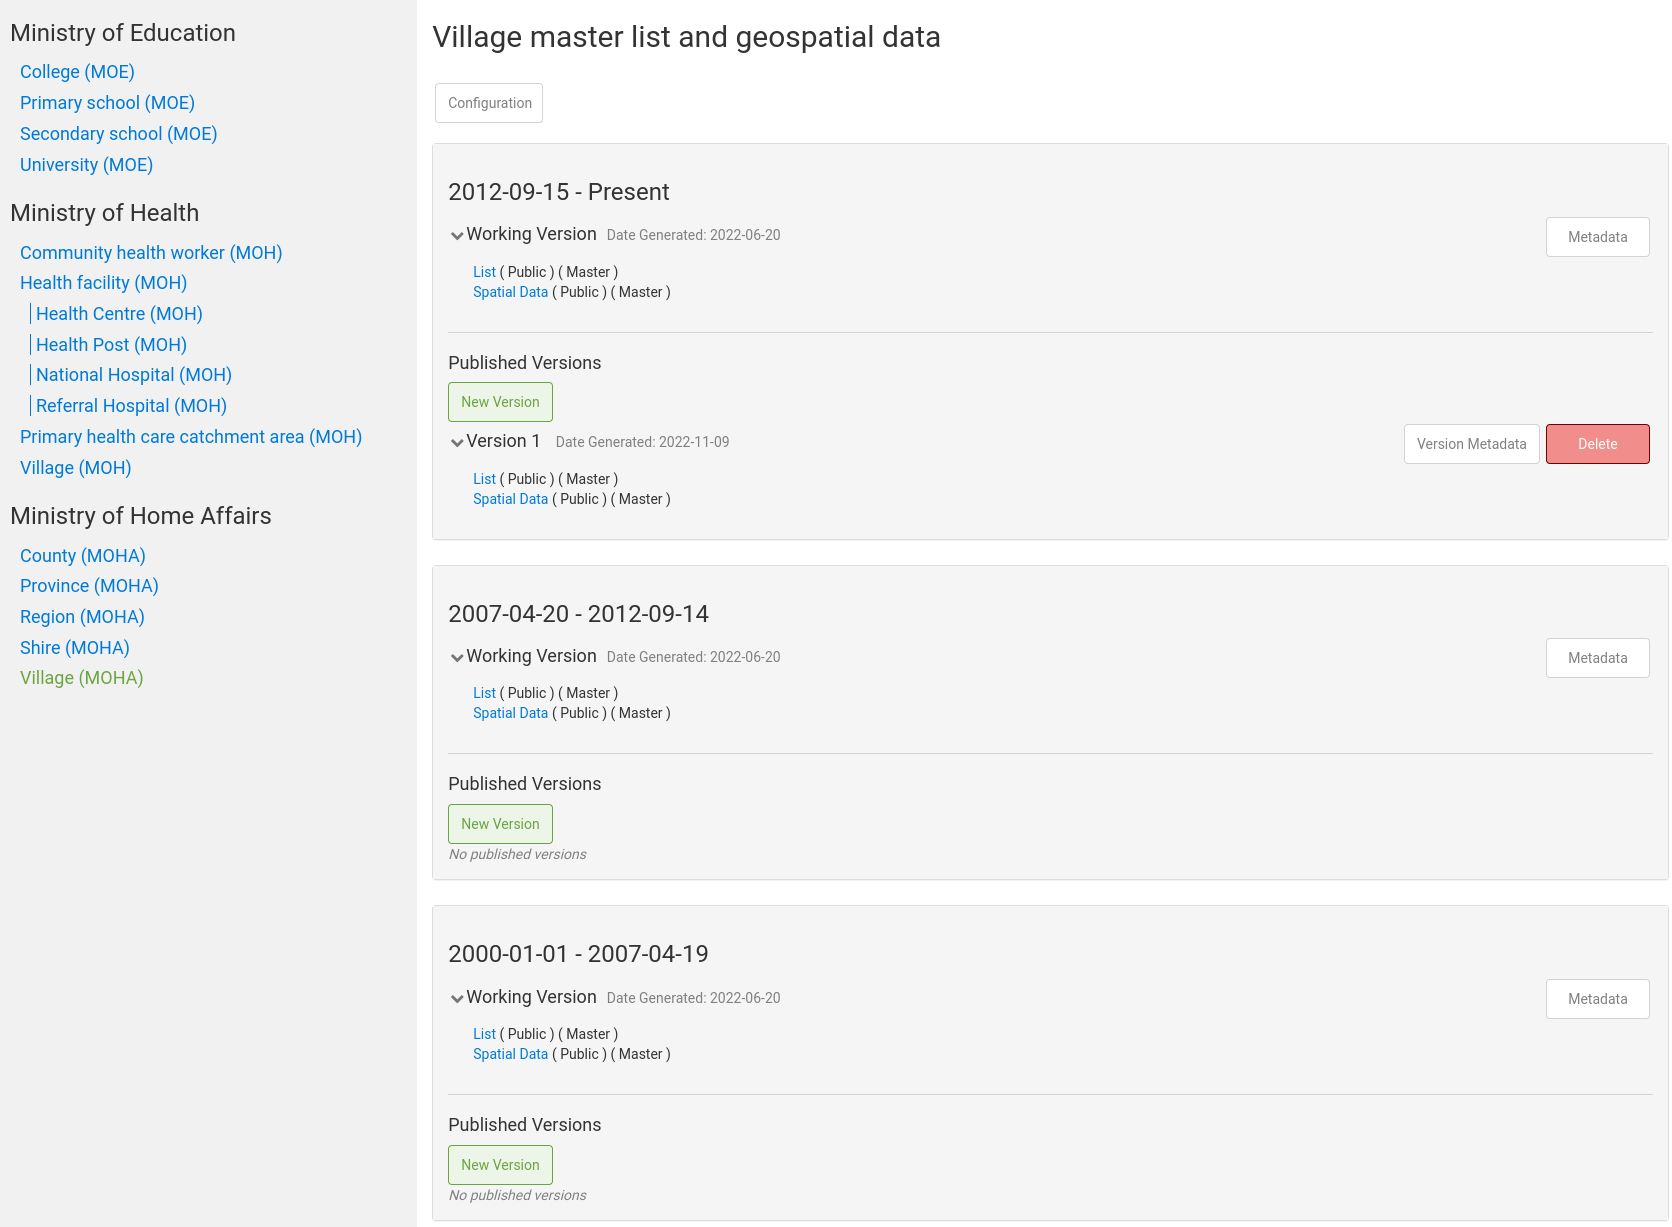 Ministry of Education
College (MOE)
Primary school (MOE)
Secondary school (MOE)
University (MOE)
Ministry of Health
Community health worker (MOH)
Health facility (MOH)
Health Centre (MOH)
Health Post (MOH)
National Hospital (MOH)
Referral Hospital (MOH)
Primary health care catchment area (MOH)
Village (MOH)
Ministry of Home Affairs
County (MOHA)
Province (MOHA)
Region (MOHA)
Shire (MOHA)
Village (MOHA)
Village master list and geospatial data
Configuration
2012-09-15 - Present
Working Version Date Generated: 2022-06-20 Metadata
List ( Public ) ( Master )
Spatial Data ( Public ) ( Master )
Published Versions
New Version
Version 1 Date Generated: 2022-11-09 Version Metadata Delete
List ( Public ) ( Master )
Spatial Data ( Public ) ( Master )
2007-04-20 - 2012-09-14
Working Version Date Generated: 2022-06-20 Metadata
List ( Public ) ( Master )
Spatial Data ( Public ) ( Master )
Published Versions
New Version
No published versions
2000-01-01 - 2007-04-19
Working Version Date Generated: 2022-06-20 Metadata
List ( Public ) ( Master )
Spatial Data ( Public ) ( Master )
Published Versions
New Version
No published versions